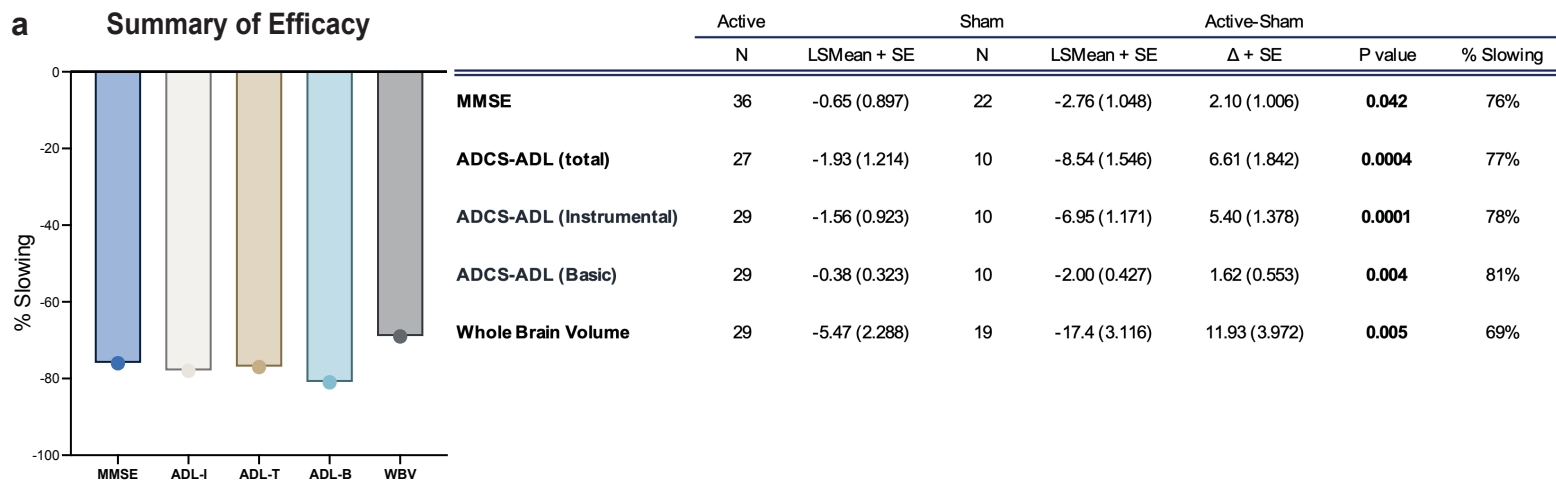 a Summary of Efficacy
% Slowing
0
-20
-40
-60
-80
-100
MMSE ADL-I ADL-T ADL-B WBV
Active Sham Active-Sham
N LSMean + SE N LSMean + SE Δ + SE P value % Slowing
MMSE 36 -0.65 (0.897) 22 -2.76 (1.048) 2.10 (1.006) 0.042 76%
ADCS-ADL (total) 27 -1.93 (1.214) 10 -8.54 (1.546) 6.61 (1.842) 0.0004 77%
ADCS-ADL (Instrumental) 29 -1.56 (0.923) 10 -6.95 (1.171) 5.40 (1.378) 0.0001 78%
ADCS-ADL (Basic) 29 -0.38 (0.323) 10 -2.00 (0.427) 1.62 (0.553) 0.004 81%
Whole Brain Volume 29 -5.47 (2.288) 19 -17.4 (3.116) 11.93 (3.972) 0.005 69%